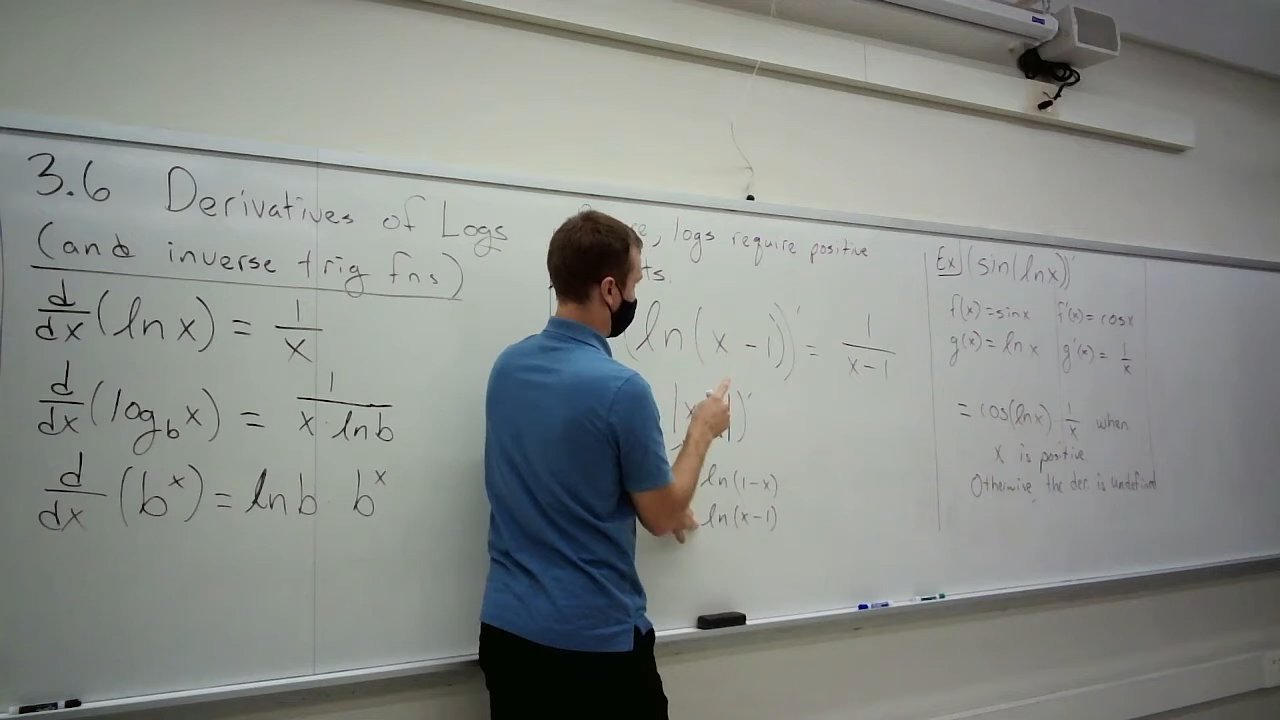 3.6 Derivatives of Logs
(and inverse trig fns)
d/dx (ln x) = 1/x
d/dx (log_b x) = 1/(x · ln b)
d/dx (b^x) = ln b · b^x
logs require positive
(ln(x - 1))' = 1/(x-1)
ln(1-x)
ln(x-1)
Ex) (sin(ln x))'
f(x) = sin x f'(x) = cos x
g(x) = ln x g'(x) = 1/x
= cos(ln x) · 1/x when
x is positive
Otherwise, the der. is undefined